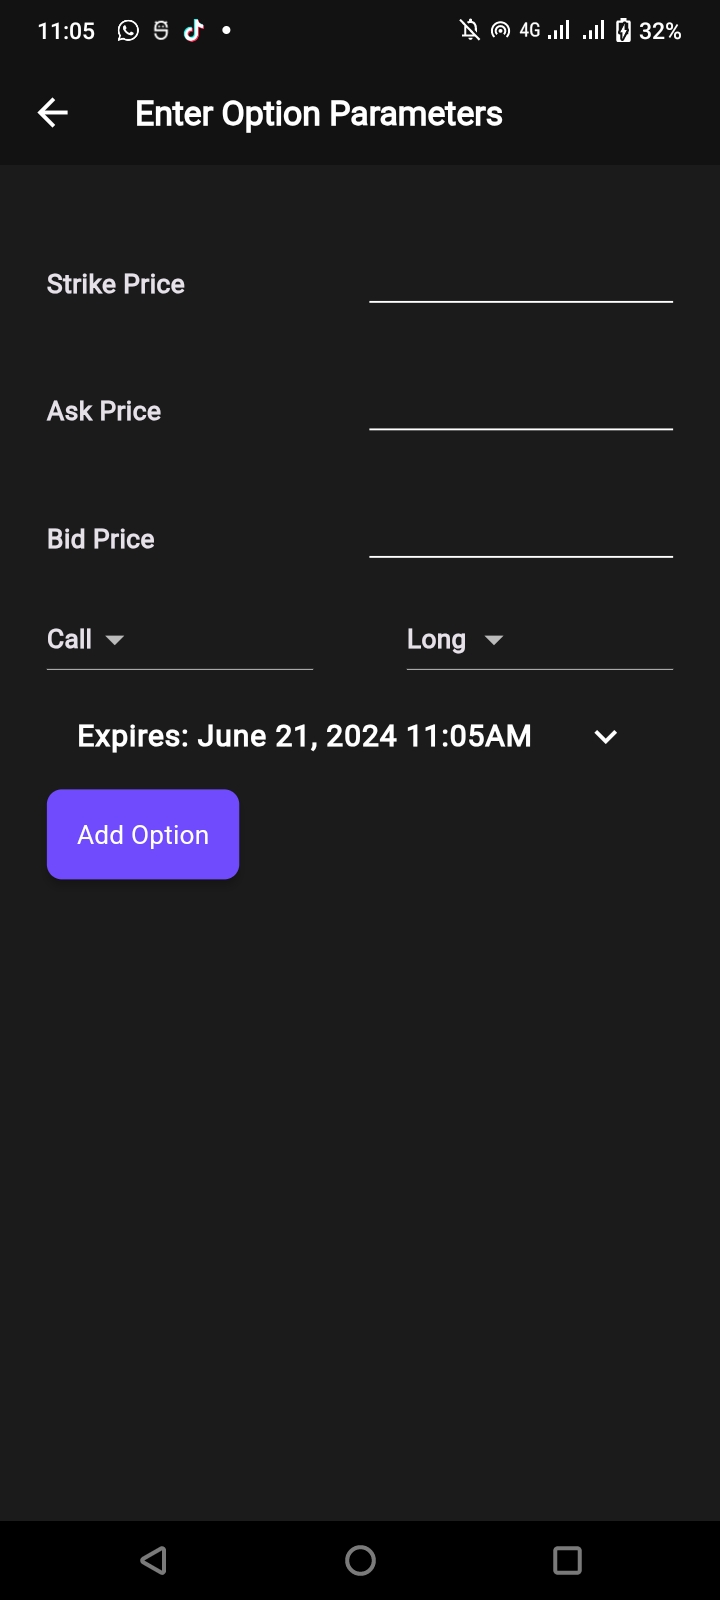 11:05 4G 32%
Enter Option Parameters
Strike Price
Ask Price
Bid Price
Call Long
Expires: June 21, 2024 11:05AM
Add Option